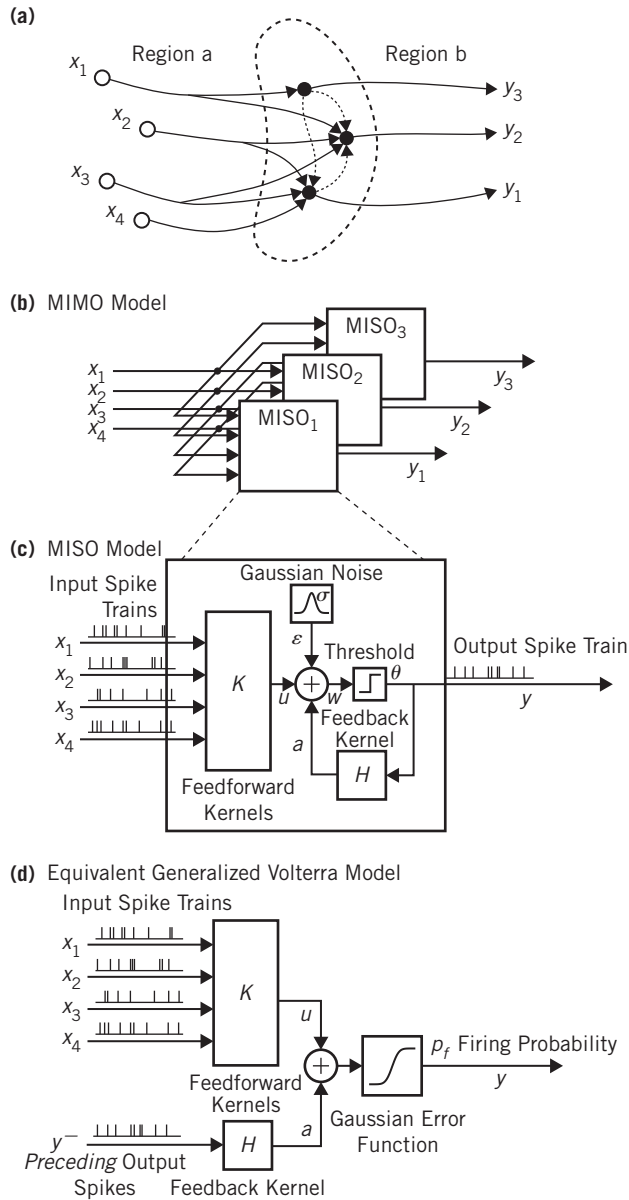 (a)
Region a
Region b
x1
x2
x3
x4
y3
y2
y1
(b) MIMO Model
MISO3
MISO2
MISO1
x1
x2
x3
x4
y3
y2
y1
(c) MISO Model
Input Spike
Trains
Gaussian Noise
σ
ε
Threshold
θ
Output Spike Train
x1
x2
x3
x4
K
u
+
w
y
a
Feedback
Kernel
H
Feedforward
Kernels
(d) Equivalent Generalized Volterra Model
Input Spike Trains
x1
x2
x3
x4
K
u
+
pf Firing Probability
y
Feedforward
Kernels
a
Gaussian Error
Function
y−
H
Preceding Output
Spikes
Feedback Kernel